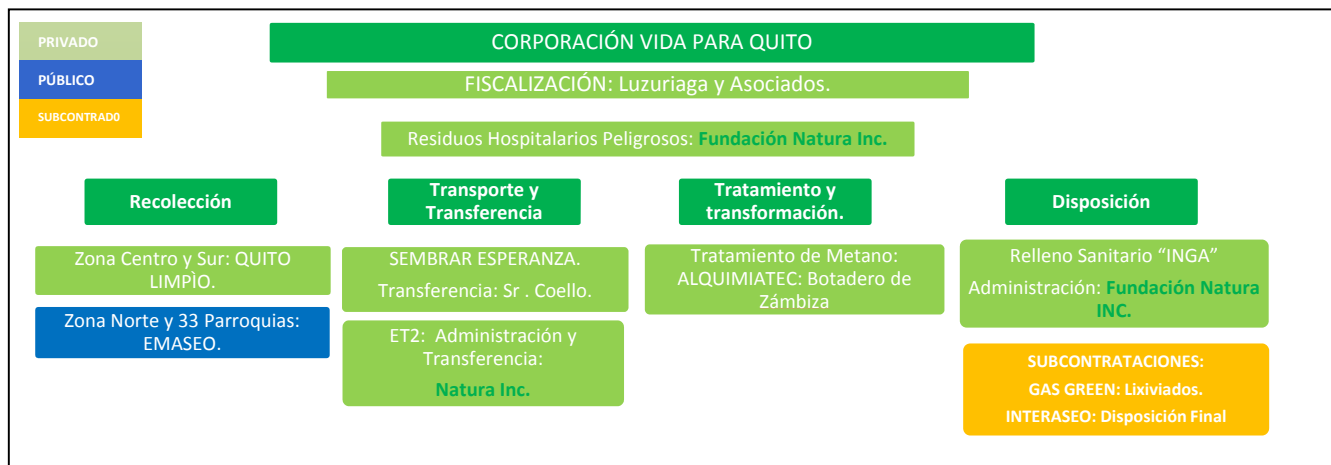 PRIVADO
PÚBLICO
SUBCONTRAD0
CORPORACIÓN VIDA PARA QUITO
FISCALIZACIÓN: Luzuriaga y Asociados.
Residuos Hospitalarios Peligrosos: Fundación Natura Inc.
Recolección
Zona Centro y Sur: QUITO
LIMPÌO.
Zona Norte y 33 Parroquias:
EMASEO.
Transporte y
Transferencia
SEMBRAR ESPERANZA.
Transferencia: Sr . Coello.
ET2: Administración y
Transferencia:
Natura Inc.
Tratamiento y
transformación.
Tratamiento de Metano:
ALQUIMIATEC: Botadero de
Zámbiza
Disposición
Relleno Sanitario “INGA”
Administración: Fundación Natura
INC.
SUBCONTRATACIONES:
GAS GREEN: Lixiviados.
INTERASEO: Disposición Final